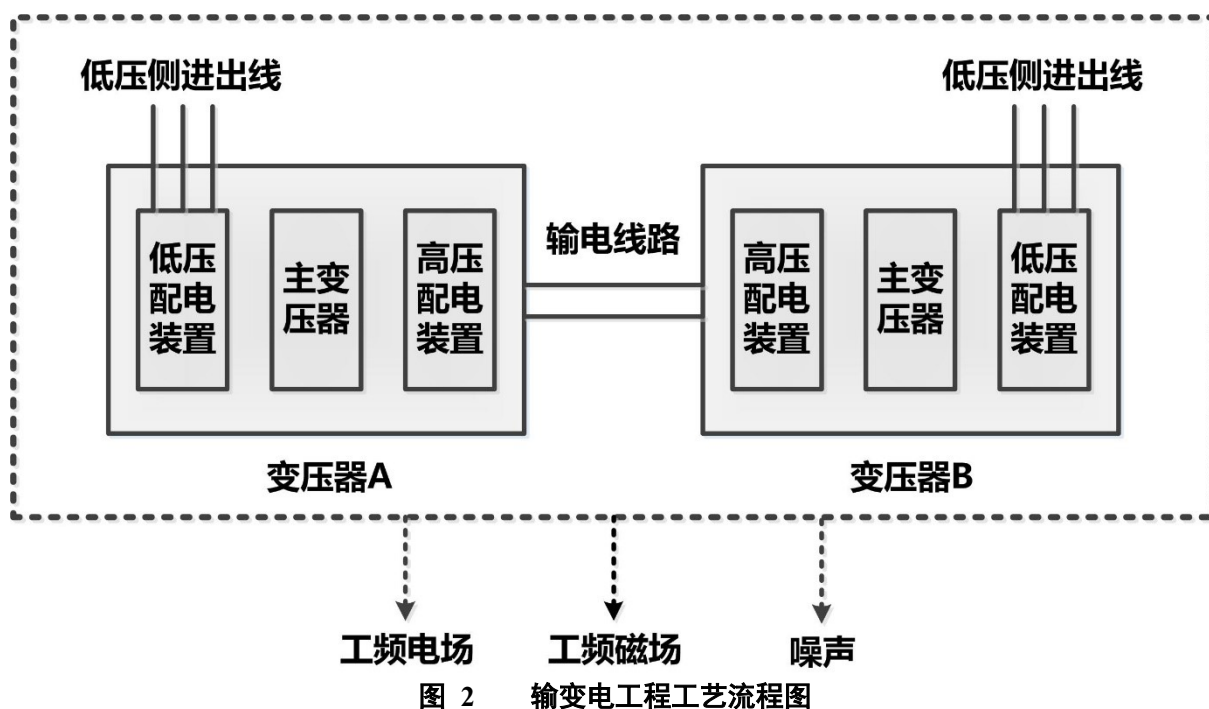 低压侧进出线
低压侧进出线
低压
配电
装置
主变
压器
高压
配电
装置
输电线路
高压
配电
装置
主变
压器
低压
配电
装置
变压器A
变压器B
工频电场
工频磁场
噪声
图 2 输变电工程工艺流程图